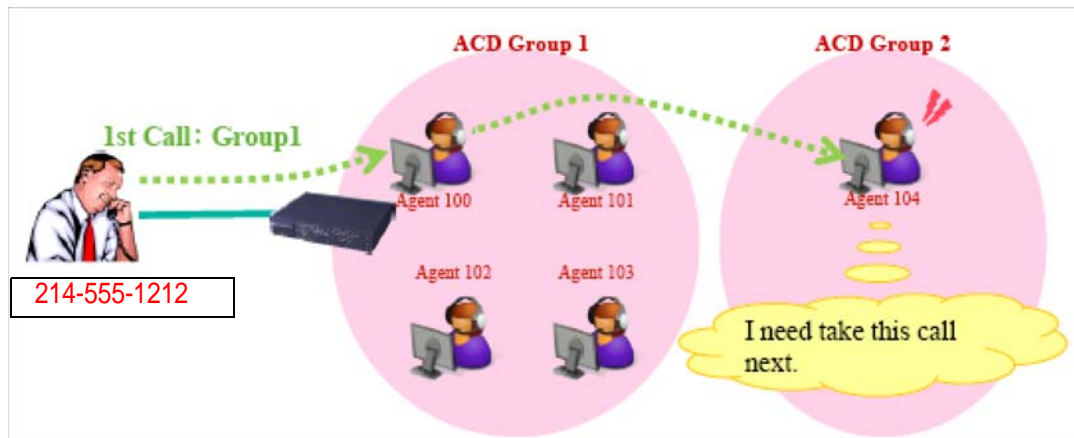 ACD Group 1
ACD Group 2
1st Call: Group1
Agent 100
Agent 101
Agent 104
Agent 102
Agent 103
214-555-1212
I need take this call
next.